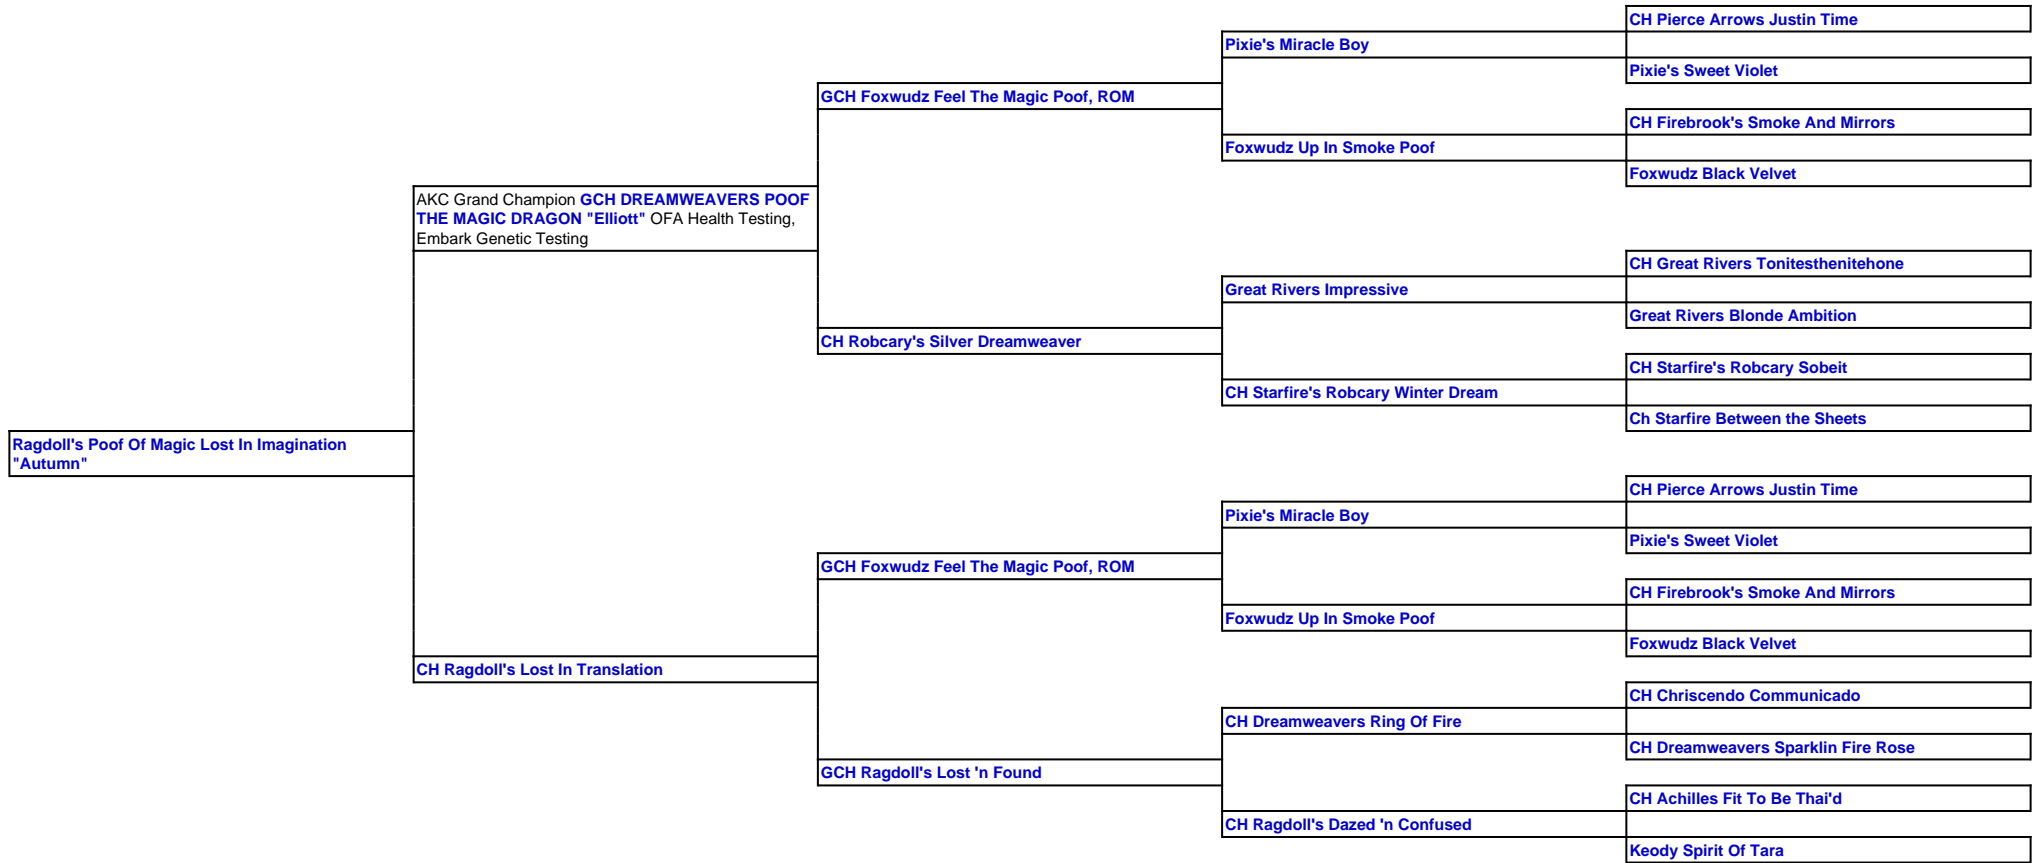 CH Pierce Arrows Justin Time
Pixie's Miracle Boy
Pixie's Sweet Violet
GCH Foxwudz Feel The Magic Poof, ROM
CH Firebrook's Smoke And Mirrors
Foxwudz Up In Smoke Poof
Foxwudz Black Velvet
AKC Grand Champion GCH DREAMWEAVERS POOF
THE MAGIC DRAGON "Elliott" OFA Health Testing,
Embark Genetic Testing
CH Great Rivers Tonitesthenitehone
Great Rivers Impressive
Great Rivers Blonde Ambition
CH Robcary's Silver Dreamweaver
CH Starfire's Robcary Sobeit
CH Starfire's Robcary Winter Dream
Ch Starfire Between the Sheets
Ragdoll's Poof Of Magic Lost In Imagination
"Autumn"
CH Pierce Arrows Justin Time
Pixie's Miracle Boy
Pixie's Sweet Violet
GCH Foxwudz Feel The Magic Poof, ROM
CH Firebrook's Smoke And Mirrors
Foxwudz Up In Smoke Poof
Foxwudz Black Velvet
CH Ragdoll's Lost In Translation
CH Chriscendo Communicado
CH Dreamweavers Ring Of Fire
CH Dreamweavers Sparklin Fire Rose
GCH Ragdoll's Lost 'n Found
CH Achilles Fit To Be Thai'd
CH Ragdoll's Dazed 'n Confused
Keody Spirit Of Tara